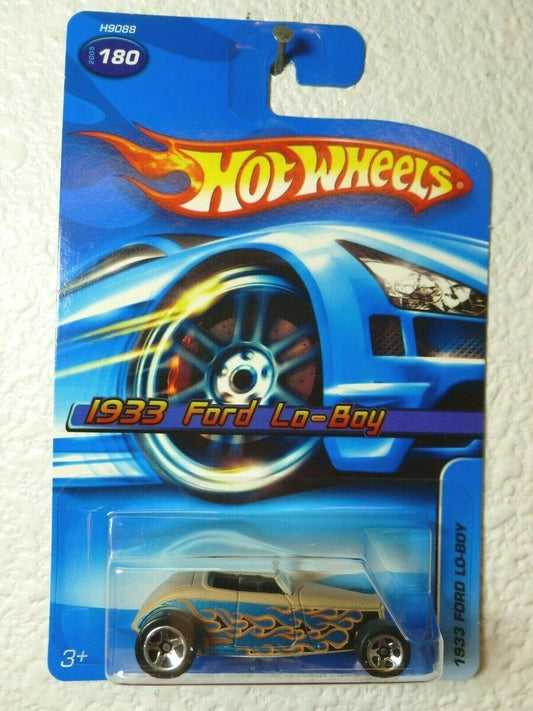 H9088
2005
180
HOT WHEELS®
1933 Ford Lo-Boy
1933 FORD LO-BOY
3+